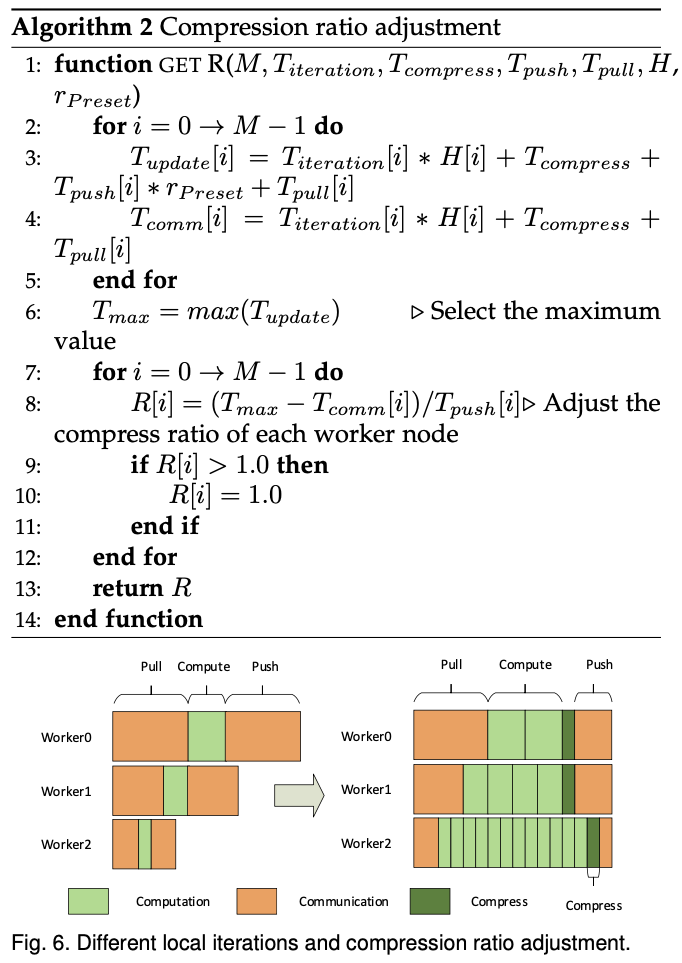 Algorithm 2 Compression ratio adjustment
1: function GET R(M, T_{iteration}, T_{compress}, T_{push}, T_{pull}, H,
r_{Preset})
2: for i = 0 → M − 1 do
3: T_{update}[i] = T_{iteration}[i] ∗ H[i] + T_{compress} +
T_{push}[i] ∗ r_{Preset} + T_{pull}[i]
4: T_{comm}[i] = T_{iteration}[i] ∗ H[i] + T_{compress} +
T_{pull}[i]
5: end for
6: T_{max} = max(T_{update}) ▷ Select the maximum
value
7: for i = 0 → M − 1 do
8: R[i] = (T_{max} − T_{comm}[i])/T_{push}[i]▷ Adjust the
compress ratio of each worker node
9: if R[i] > 1.0 then
10: R[i] = 1.0
11: end if
12: end for
13: return R
14: end function
Pull Compute Push
Worker0
Worker1
Worker2
Pull Compute Push
Worker0
Worker1
Worker2
Compress
Computation Communication Compress
Fig. 6. Different local iterations and compression ratio adjustment.